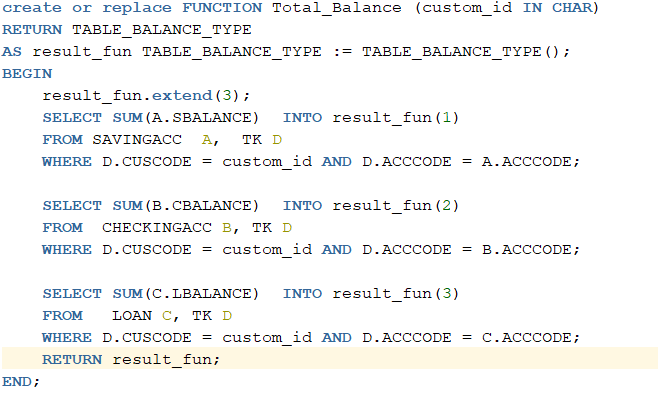 create or replace FUNCTION Total_Balance (custom_id IN CHAR)
RETURN TABLE_BALANCE_TYPE
AS result_fun TABLE_BALANCE_TYPE := TABLE_BALANCE_TYPE();
BEGIN
    result_fun.extend(3);
    SELECT SUM(A.SBALANCE)  INTO result_fun(1)
    FROM SAVINGACC  A,  TK D
    WHERE D.CUSCODE = custom_id AND D.ACCCODE = A.ACCCODE;

    SELECT SUM(B.CBALANCE)  INTO result_fun(2)
    FROM  CHECKINGACC B, TK D
    WHERE D.CUSCODE = custom_id AND D.ACCCODE = B.ACCCODE;

    SELECT SUM(C.LBALANCE)  INTO result_fun(3)
    FROM   LOAN C, TK D
    WHERE D.CUSCODE = custom_id AND D.ACCCODE = C.ACCCODE;
    RETURN result_fun;
END;